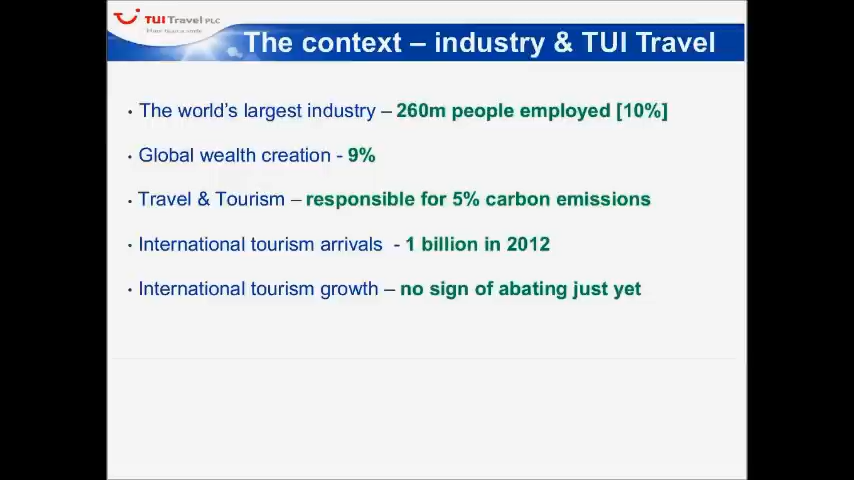 TUI Travel PLC
The context – industry & TUI Travel
• The world's largest industry – 260m people employed [10%]
• Global wealth creation - 9%
• Travel & Tourism – responsible for 5% carbon emissions
• International tourism arrivals - 1 billion in 2012
• International tourism growth – no sign of abating just yet